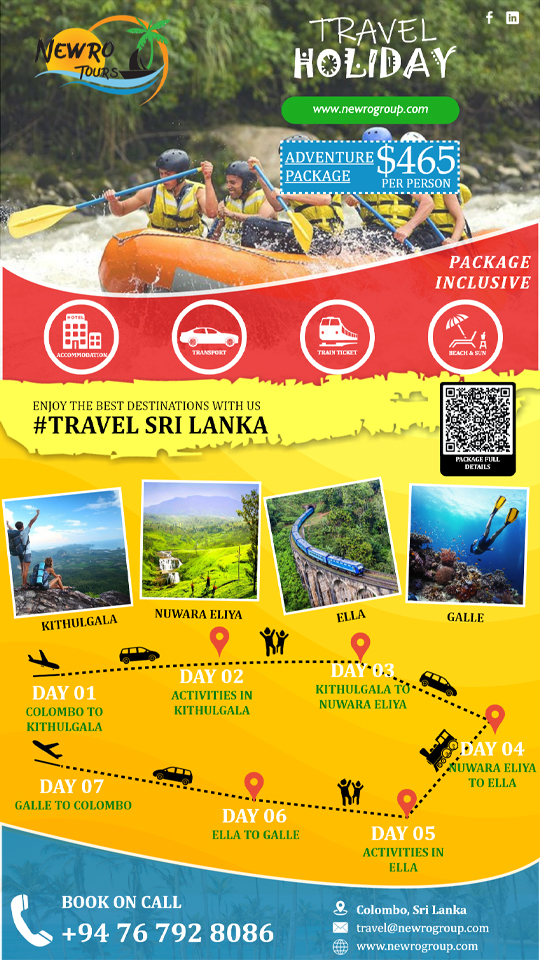 NEWRO
TOURS
TRAVEL
HOLIDAY
www.newrogroup.com
ADVENTURE
PACKAGE
$465
PER PERSON
PACKAGE
INCLUSIVE
HOTEL
ACCOMMODATION
TRANSPORT
TRAIN TICKET
BEACH & SUN
ENJOY THE BEST DESTINATIONS WITH US
#TRAVEL SRI LANKA
PACKAGE FULL
DETAILS
KITHULGALA
NUWARA ELIYA
ELLA
GALLE
DAY 01
COLOMBO TO
KITHULGALA
DAY 02
ACTIVITIES IN
KITHULGALA
DAY 03
KITHULGALA TO
NUWARA ELIYA
DAY 04
NUWARA ELIYA
TO ELLA
DAY 05
ACTIVITIES IN
ELLA
DAY 06
ELLA TO GALLE
DAY 07
GALLE TO COLOMBO
BOOK ON CALL
+94 76 792 8086
Colombo, Sri Lanka
travel@newrogroup.com
www.newrogroup.com